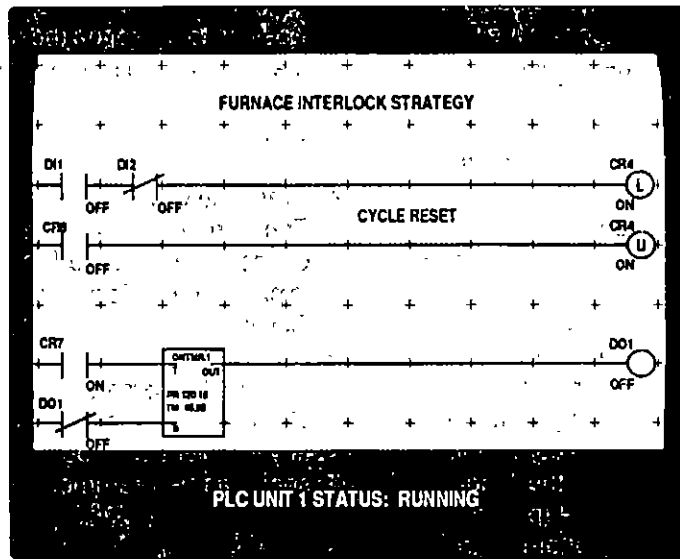 FURNACE INTERLOCK STRATEGY
DI1 DI2 CR4
L
OFF OFF ON
CYCLE RESET
CR4
U
OFF ON
CR7 DO1
OUT
ON OFF
DO1
OFF
PLC UNIT 1 STATUS: RUNNING